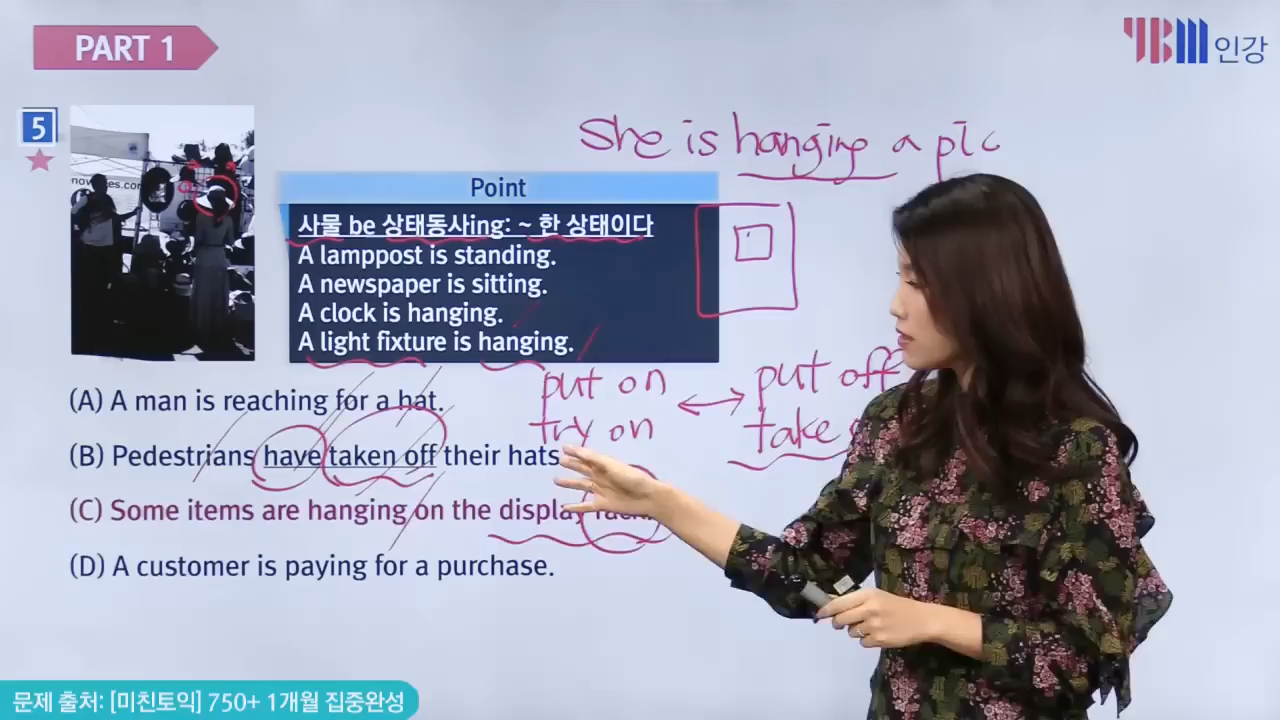 PART 1
YBM 인강
5
She is hanging a pic
Point
사물 be 상태동사ing: ~ 한 상태이다
A lamppost is standing.
A newspaper is sitting.
A clock is hanging.
A light fixture is hanging.
put on ↔ put off
try on take
(A) A man is reaching for a hat.
(B) Pedestrians have taken off their hats
(C) Some items are hanging on the display rack.
(D) A customer is paying for a purchase.
문제 출처: [미친토익] 750+ 1개월 집중완성